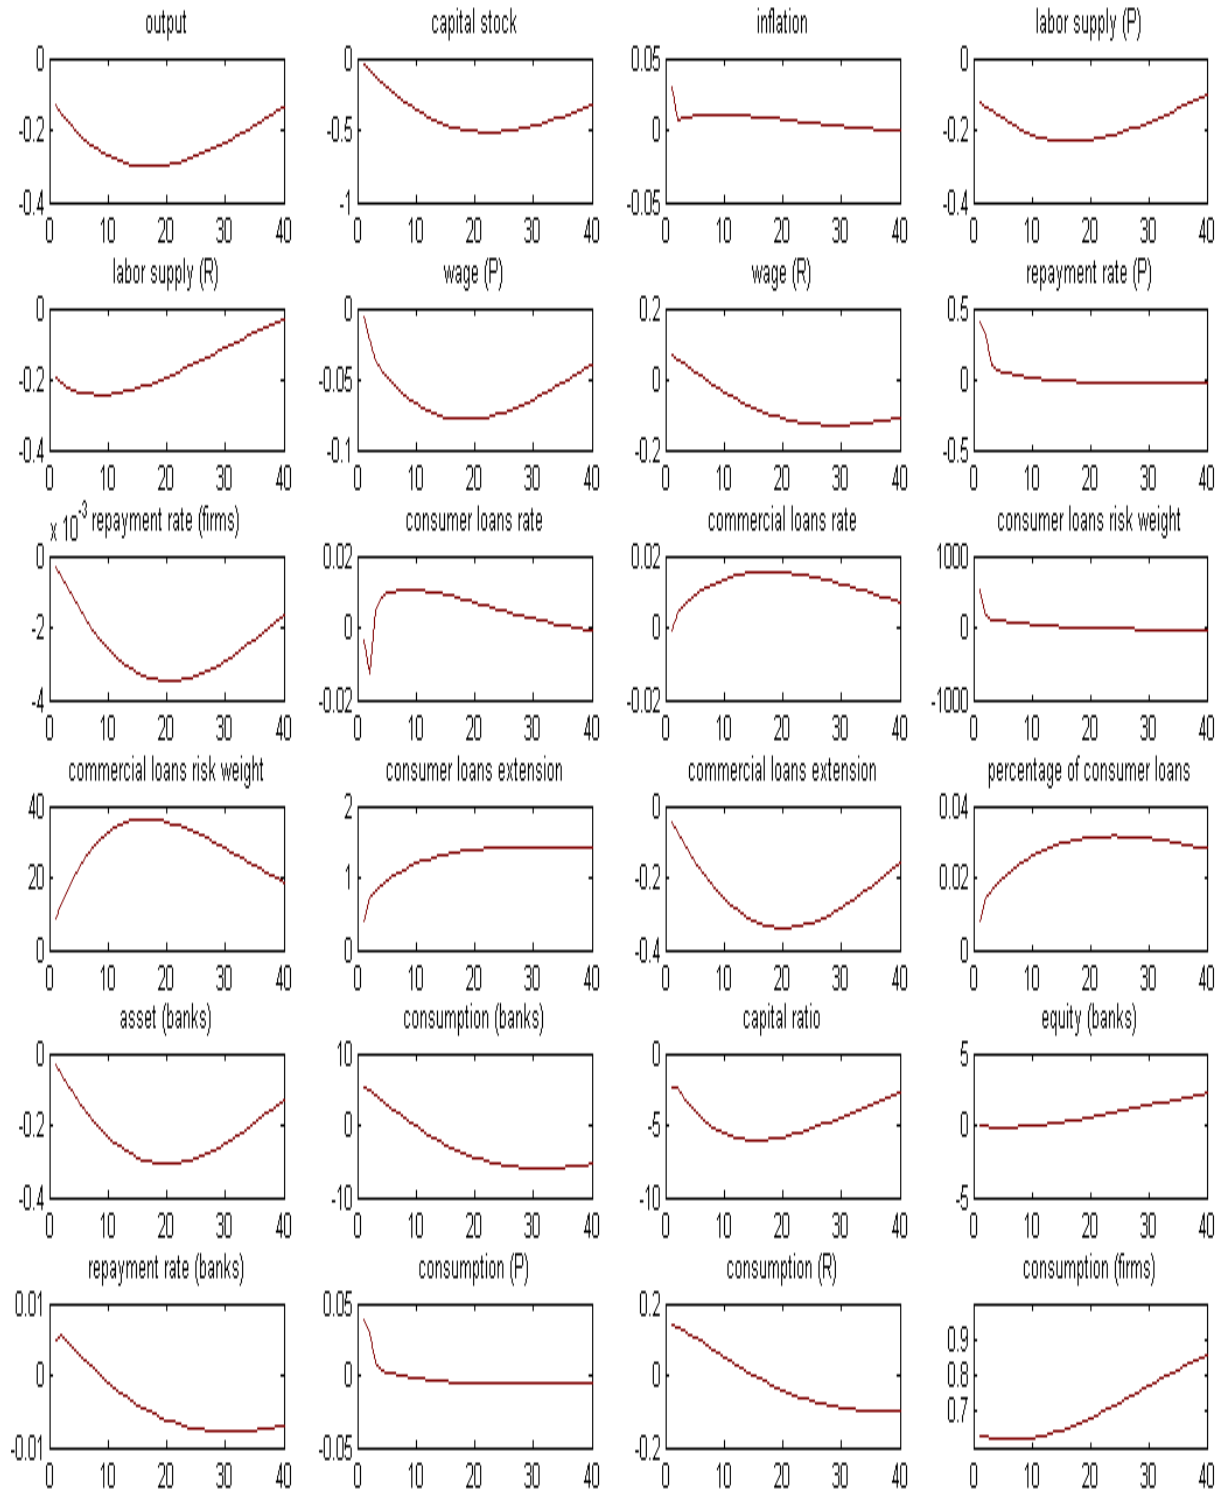 output capital stock inflation labor supply (P)
0 0 0.05 0
-0.2 -0.5 0 -0.2
-0.4 -1 -0.05 -0.4
0 10 20 30 40 0 10 20 30 40 0 10 20 30 40 0 10 20 30 40
labor supply (R) wage (P) wage (R) repayment rate (P)
0 0 0.2 0.5
-0.2 -0.05 0 0
-0.4 -0.1 -0.2 -0.5
0 10 20 30 40 0 10 20 30 40 0 10 20 30 40 0 10 20 30 40
x 10^-3 repayment rate (firms) consumer loans rate commercial loans rate consumer loans risk weight
0 0.02 0.02 1000
-2 0 0 0
-4 -0.02 -0.02 -1000
0 10 20 30 40 0 10 20 30 40 0 10 20 30 40 0 10 20 30 40
commercial loans risk weight consumer loans extension commercial loans extension percentage of consumer loans
40 2 0 0.04
20 1 -0.2 0.02
0 0 -0.4 0
0 10 20 30 40 0 10 20 30 40 0 10 20 30 40 0 10 20 30 40
asset (banks) consumption (banks) capital ratio equity (banks)
0 10 0 5
-0.2 0 -5 0
-0.4 -10 -10 -5
0 10 20 30 40 0 10 20 30 40 0 10 20 30 40 0 10 20 30 40
repayment rate (banks) consumption (P) consumption (R) consumption (firms)
0.01 0.05 0.2 0.9
0 0 0 0.8
-0.01 -0.05 -0.2 0.7
0 10 20 30 40 0 10 20 30 40 0 10 20 30 40 0 10 20 30 40